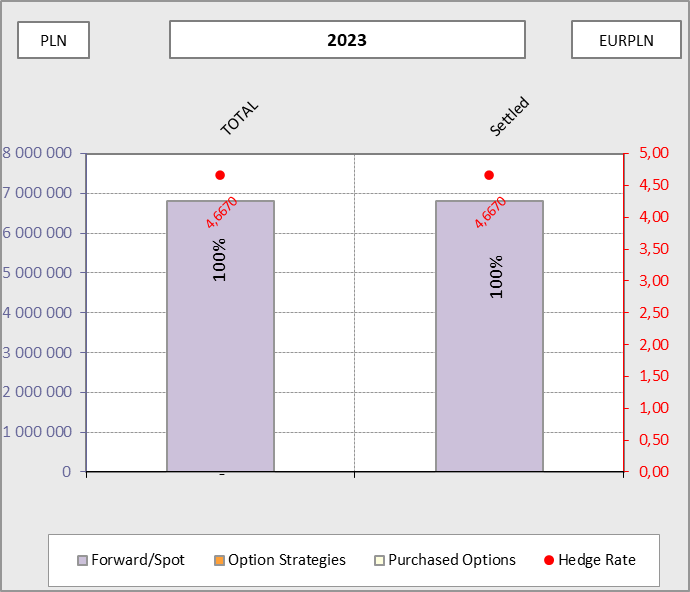 PLN
2023
EURPLN
TOTAL
Settled
8 000 000
7 000 000
6 000 000
5 000 000
4 000 000
3 000 000
2 000 000
1 000 000
0
5,00
4,50
4,00
3,50
3,00
2,50
2,00
1,50
1,00
0,50
0,00
4,6670
100%
4,6670
100%
Forward/Spot
Option Strategies
Purchased Options
Hedge Rate